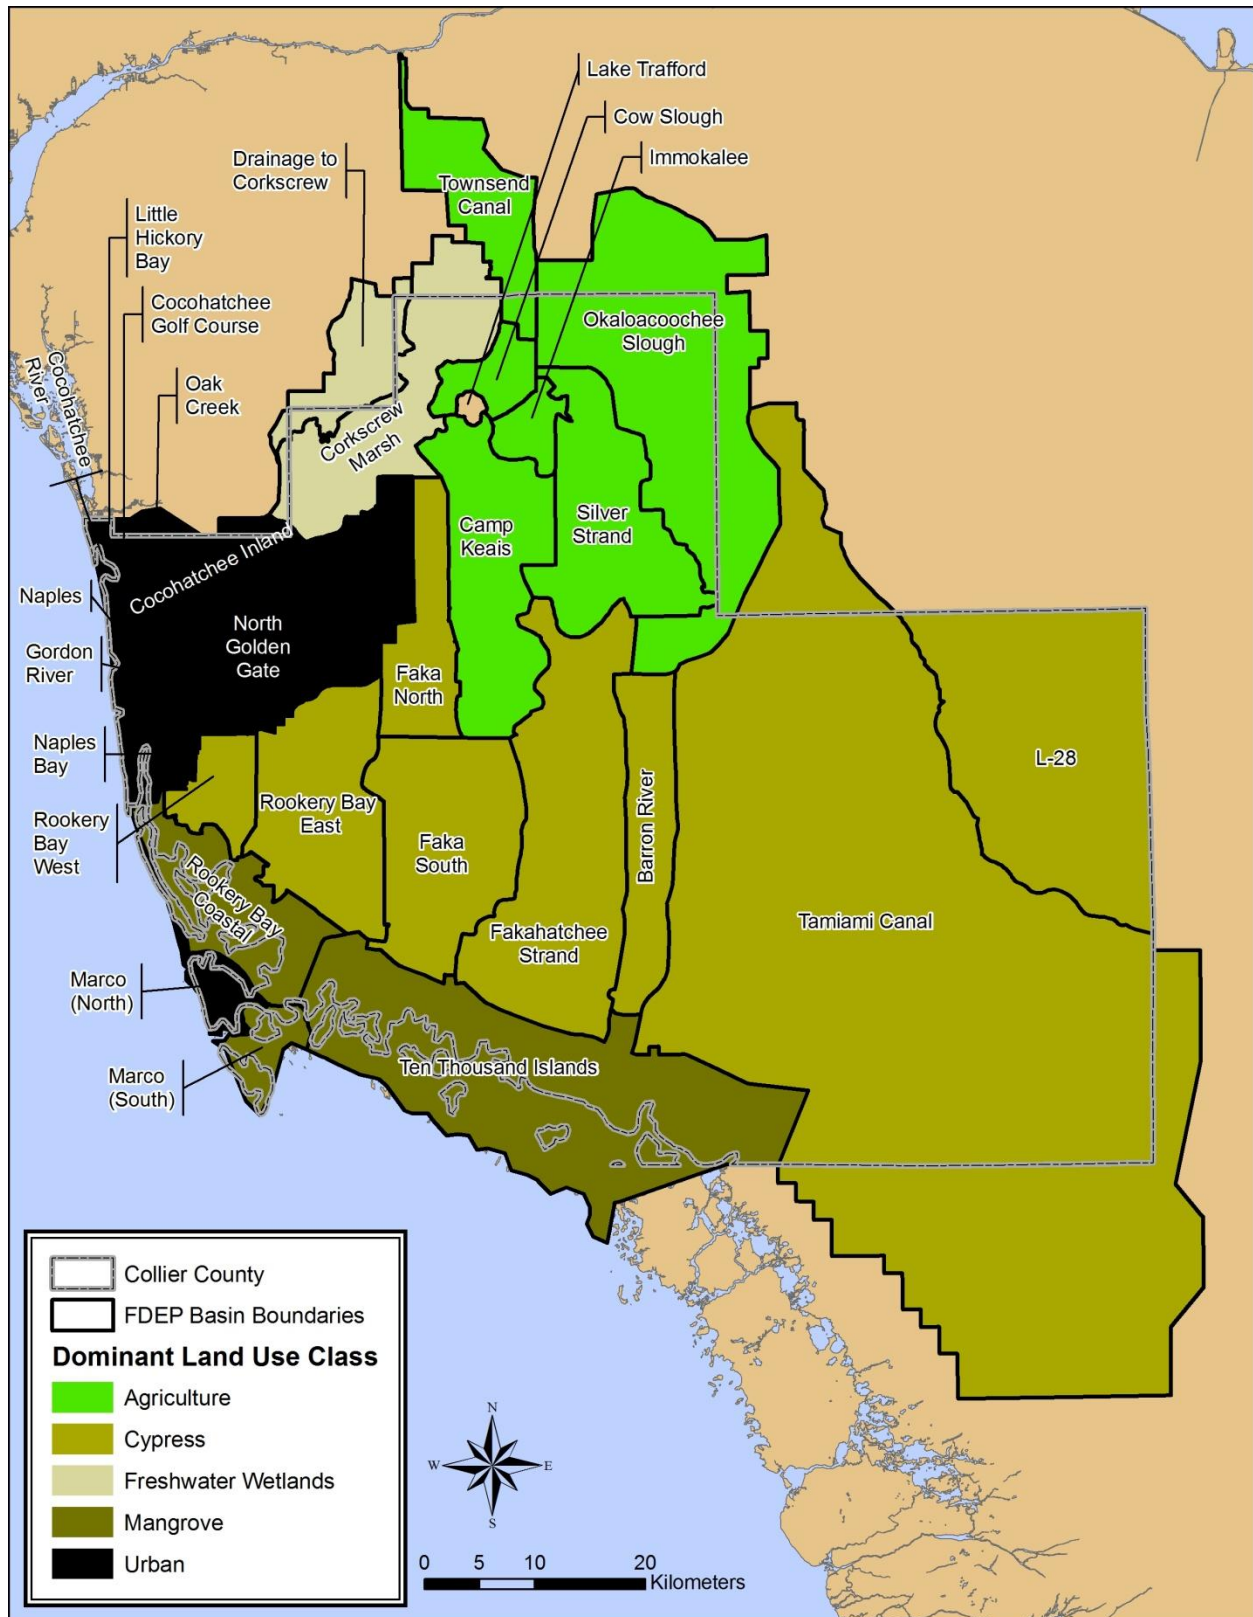 Lake Trafford
Cow Slough
Immokalee
Drainage to
Corkscrew
Townsend
Canal
Little
Hickory
Bay
Cocohatchee
Golf Course
Okaloacoochee
Slough
Cocohatchee
River
Oak
Creek
Corkscrew
Marsh
Camp
Keais
Silver
Strand
Cocohatchee Inland
Naples
North
Golden
Gate
Gordon
River
Faka
North
Naples
Bay
L-28
Rookery Bay
East
Rookery
Bay
West
Faka
South
Barron River
Rookery Bay
Coastal
Tamiami Canal
Fakahatchee
Strand
Marco
(North)
Ten Thousand Islands
Marco
(South)
Collier County
FDEP Basin Boundaries
Dominant Land Use Class
Agriculture
Cypress
Freshwater Wetlands
Mangrove
Urban
N
W E
S
0 5 10 20
Kilometers